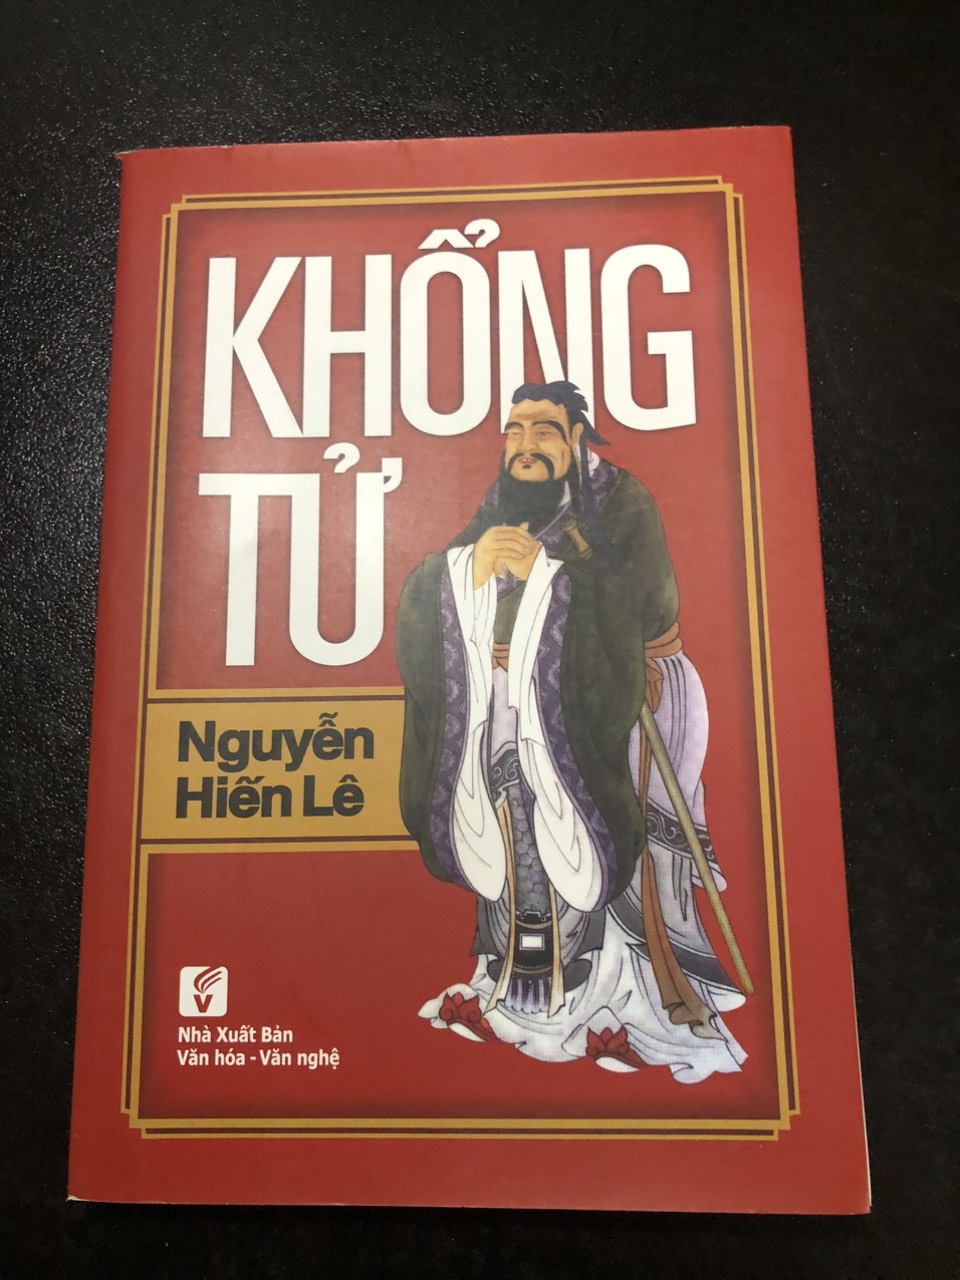 KHỔNG
TỬ
Nguyễn
Hiến Lê
V
Nhà Xuất Bản
Văn hóa - Văn nghệ